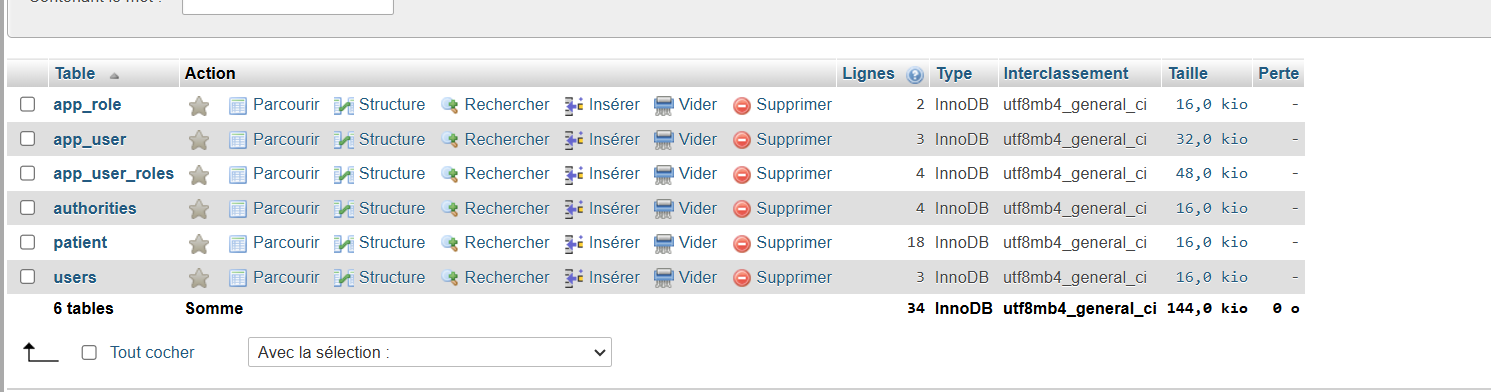 Contenant le mot :
Table Action Lignes Type Interclassement Taille Perte
app_role Parcourir Structure Rechercher Insérer Vider Supprimer 2 InnoDB utf8mb4_general_ci 16,0 kio -
app_user Parcourir Structure Rechercher Insérer Vider Supprimer 3 InnoDB utf8mb4_general_ci 32,0 kio -
app_user_roles Parcourir Structure Rechercher Insérer Vider Supprimer 4 InnoDB utf8mb4_general_ci 48,0 kio -
authorities Parcourir Structure Rechercher Insérer Vider Supprimer 4 InnoDB utf8mb4_general_ci 16,0 kio -
patient Parcourir Structure Rechercher Insérer Vider Supprimer 18 InnoDB utf8mb4_general_ci 16,0 kio -
users Parcourir Structure Rechercher Insérer Vider Supprimer 3 InnoDB utf8mb4_general_ci 16,0 kio -
6 tables Somme 34 InnoDB utf8mb4_general_ci 144,0 kio 0 o
Tout cocher Avec la sélection :